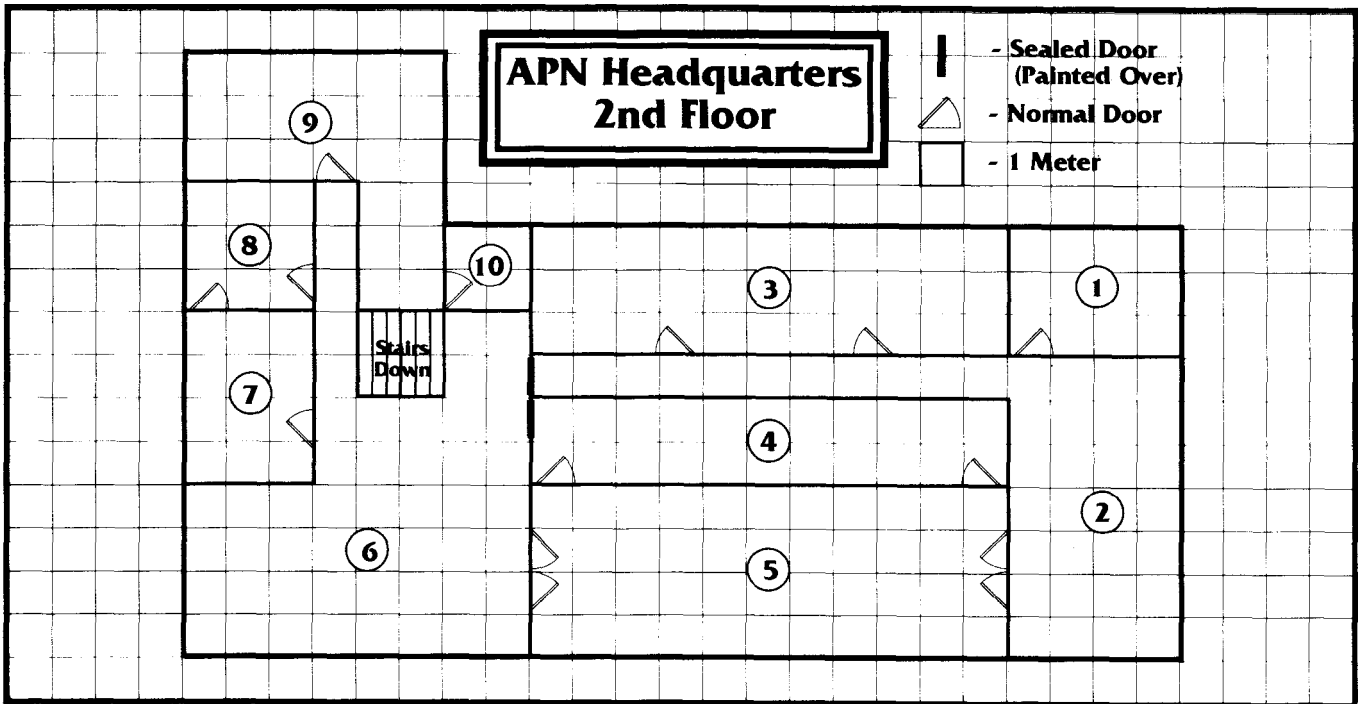 APN Headquarters
2nd Floor
- Sealed Door
(Painted Over)
- Normal Door
- 1 Meter
9
8
10
3
1
Stairs
Down
7
4
2
6
5